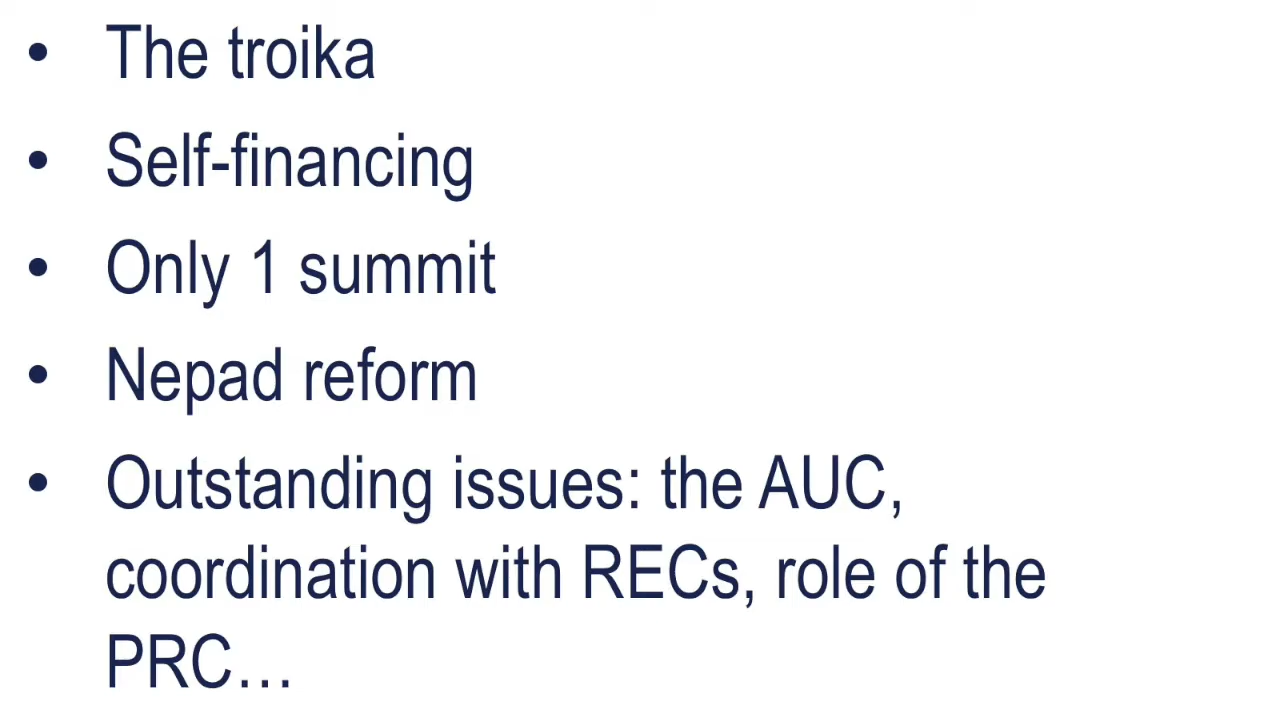 • The troika
• Self-financing
• Only 1 summit
• Nepad reform
• Outstanding issues: the AUC,
coordination with RECs, role of the
PRC…